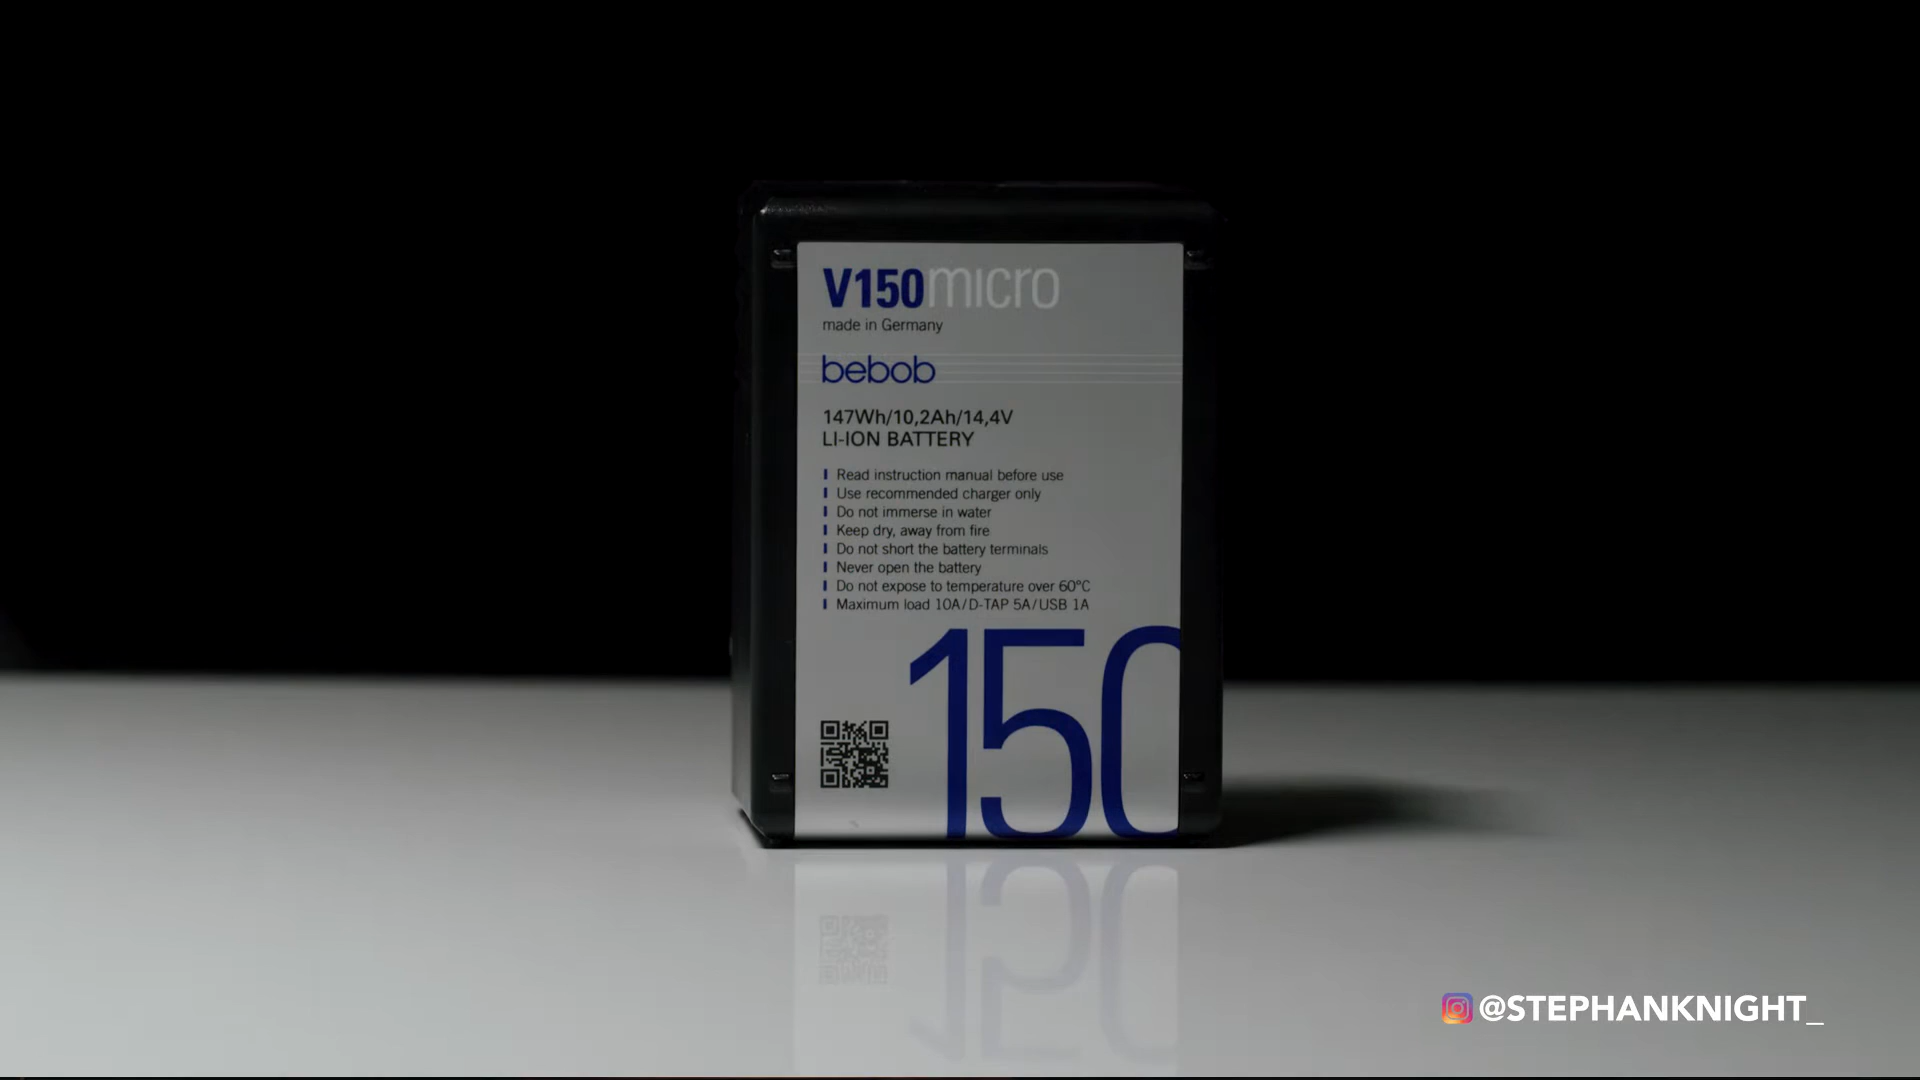 V150micro
made in Germany
bebob
147Wh/10,2Ah/14,4V
LI-ION BATTERY
Read instruction manual before use
Use recommended charger only
Do not immerse in water
Keep dry, away from fire
Do not short the battery terminals
Never open the battery
Do not expose to temperature over 60°C
Maximum load 10A/D-TAP 5A/USB 1A
150
@STEPHANKNIGHT_